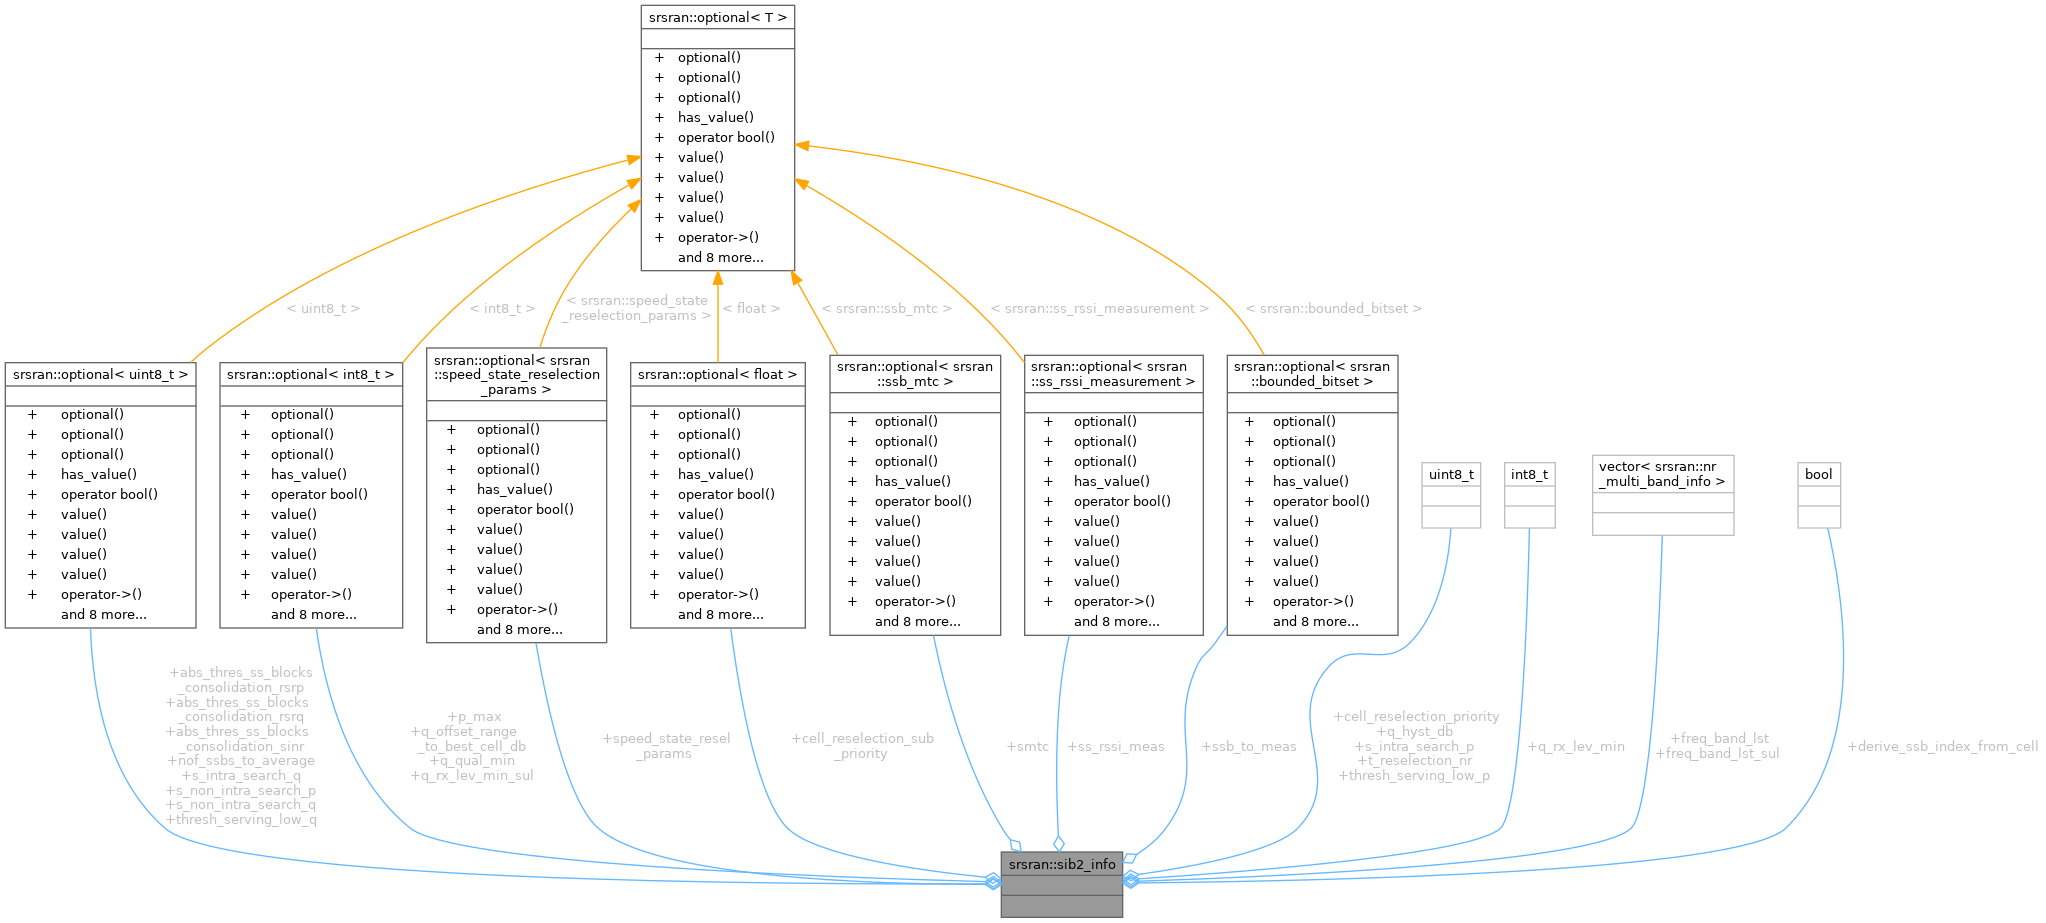 srsran::optional< T >
+ optional()
+ optional()
+ optional()
+ has_value()
+ operator bool()
+ value()
+ value()
+ value()
+ value()
+ operator->()
and 8 more...
< uint8_t >
< int8_t >
< srsran::speed_state
_reselection_params >
< float >
< srsran::ssb_mtc >
< srsran::ss_rssi_measurement >
< srsran::bounded_bitset >
srsran::optional< uint8_t >
+ optional()
+ optional()
+ optional()
+ has_value()
+ operator bool()
+ value()
+ value()
+ value()
+ value()
+ operator->()
and 8 more...
srsran::optional< int8_t >
+ optional()
+ optional()
+ optional()
+ has_value()
+ operator bool()
+ value()
+ value()
+ value()
+ value()
+ operator->()
and 8 more...
srsran::optional< srsran
::speed_state_reselection
_params >
+ optional()
+ optional()
+ optional()
+ has_value()
+ operator bool()
+ value()
+ value()
+ value()
+ value()
+ operator->()
and 8 more...
srsran::optional< float >
+ optional()
+ optional()
+ optional()
+ has_value()
+ operator bool()
+ value()
+ value()
+ value()
+ value()
+ operator->()
and 8 more...
srsran::optional< srsran
::ssb_mtc >
+ optional()
+ optional()
+ optional()
+ has_value()
+ operator bool()
+ value()
+ value()
+ value()
+ value()
+ operator->()
and 8 more...
srsran::optional< srsran
::ss_rssi_measurement >
+ optional()
+ optional()
+ optional()
+ has_value()
+ operator bool()
+ value()
+ value()
+ value()
+ value()
+ operator->()
and 8 more...
srsran::optional< srsran
::bounded_bitset >
+ optional()
+ optional()
+ optional()
+ has_value()
+ operator bool()
+ value()
+ value()
+ value()
+ value()
+ operator->()
and 8 more...
uint8_t
int8_t
vector< srsran::nr
_multi_band_info >
bool
+abs_thres_ss_blocks
_consolidation_rsrp
+abs_thres_ss_blocks
_consolidation_rsrq
+abs_thres_ss_blocks
_consolidation_sinr
+nof_ssbs_to_average
+s_intra_search_q
+s_non_intra_search_p
+s_non_intra_search_q
+thresh_serving_low_q
+p_max
+q_offset_range
_to_best_cell_db
+q_qual_min
+q_rx_lev_min_sul
+speed_state_resel
_params
+cell_reselection_sub
_priority
+smtc
+ss_rssi_meas
+ssb_to_meas
+cell_reselection_priority
+q_hyst_db
+s_intra_search_p
+t_reselection_nr
+thresh_serving_low_p
+q_rx_lev_min
+freq_band_lst
+freq_band_lst_sul
+derive_ssb_index_from_cell
srsran::sib2_info